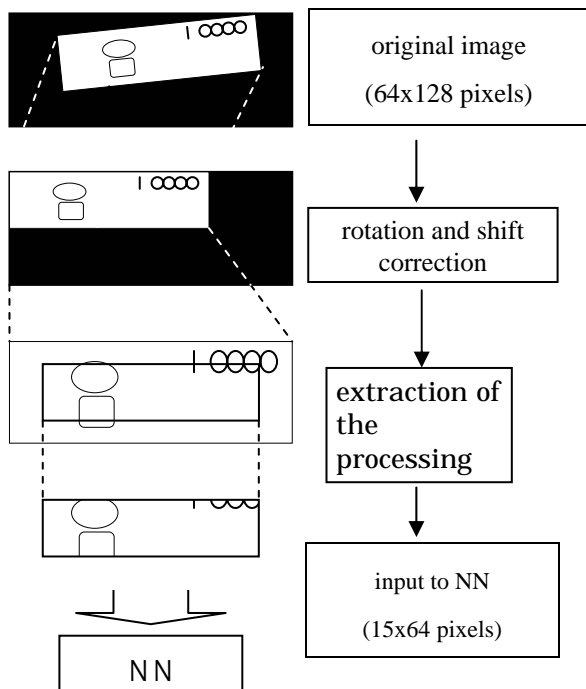 original image
(64x128 pixels)
rotation and shift
correction
extraction of
the
processing
input to NN
(15x64 pixels)
NN